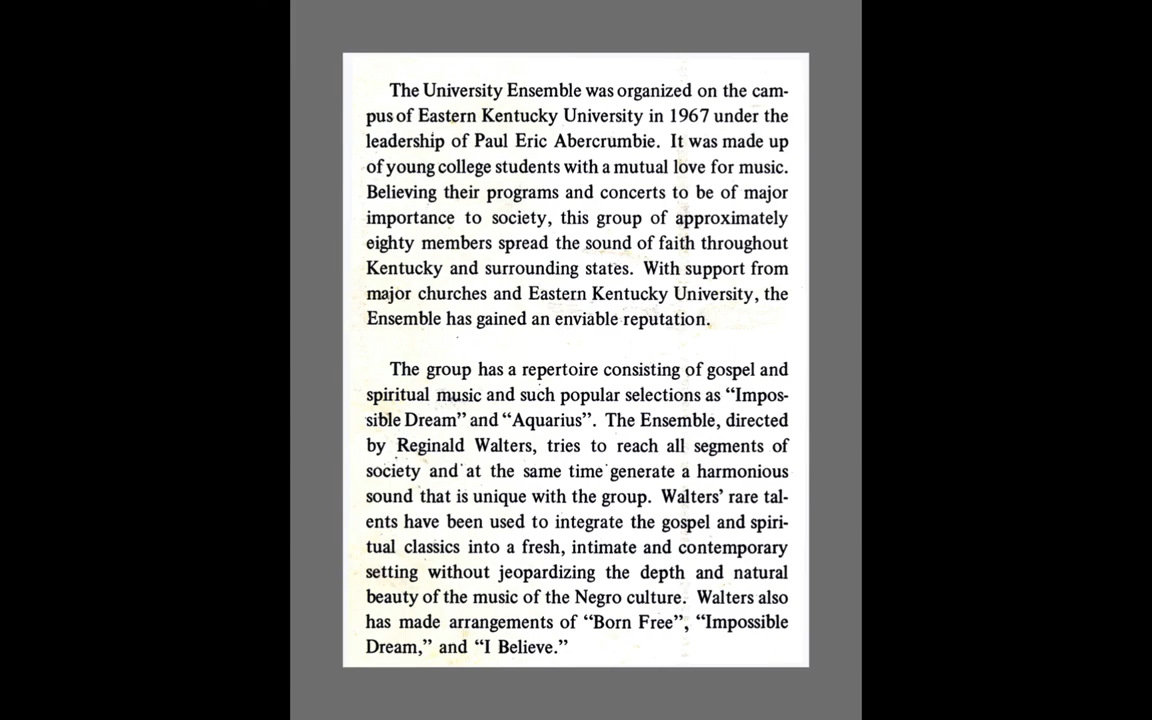 The University Ensemble was organized on the cam-
pus of Eastern Kentucky University in 1967 under the
leadership of Paul Eric Abercrumbie. It was made up
of young college students with a mutual love for music.
Believing their programs and concerts to be of major
importance to society, this group of approximately
eighty members spread the sound of faith throughout
Kentucky and surrounding states. With support from
major churches and Eastern Kentucky University, the
Ensemble has gained an enviable reputation.
The group has a repertoire consisting of gospel and
spiritual music and such popular selections as “Impos-
sible Dream” and “Aquarius”. The Ensemble, directed
by Reginald Walters, tries to reach all segments of
society and at the same time generate a harmonious
sound that is unique with the group. Walters’ rare tal-
ents have been used to integrate the gospel and spiri-
tual classics into a fresh, intimate and contemporary
setting without jeopardizing the depth and natural
beauty of the music of the Negro culture. Walters also
has made arrangements of “Born Free”, “Impossible
Dream,” and “I Believe.”